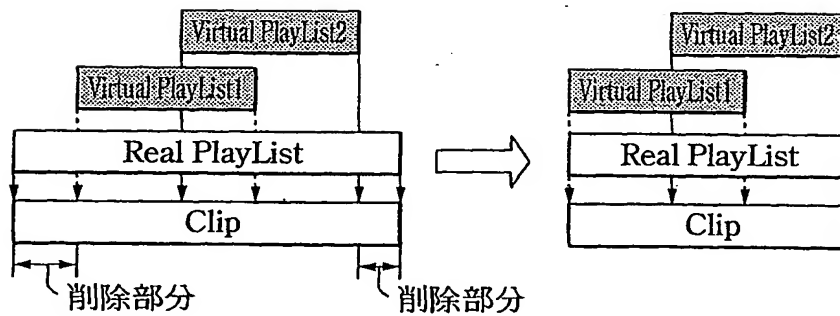 Virtual PlayList2
Virtual PlayList1
Real PlayList
Clip
削除部分
削除部分
Virtual PlayList2
Virtual PlayList1
Real PlayList
Clip